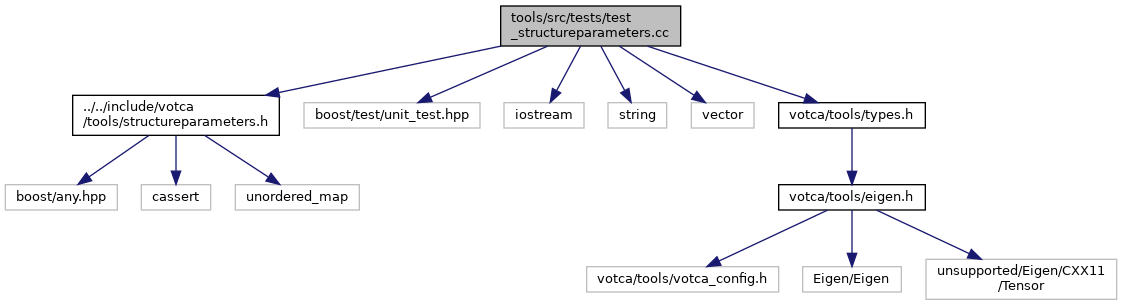 tools/src/tests/test
_structureparameters.cc
../../include/votca
/tools/structureparameters.h
boost/test/unit_test.hpp
iostream
string
vector
votca/tools/types.h
boost/any.hpp
cassert
unordered_map
votca/tools/eigen.h
votca/tools/votca_config.h
Eigen/Eigen
unsupported/Eigen/CXX11
/Tensor